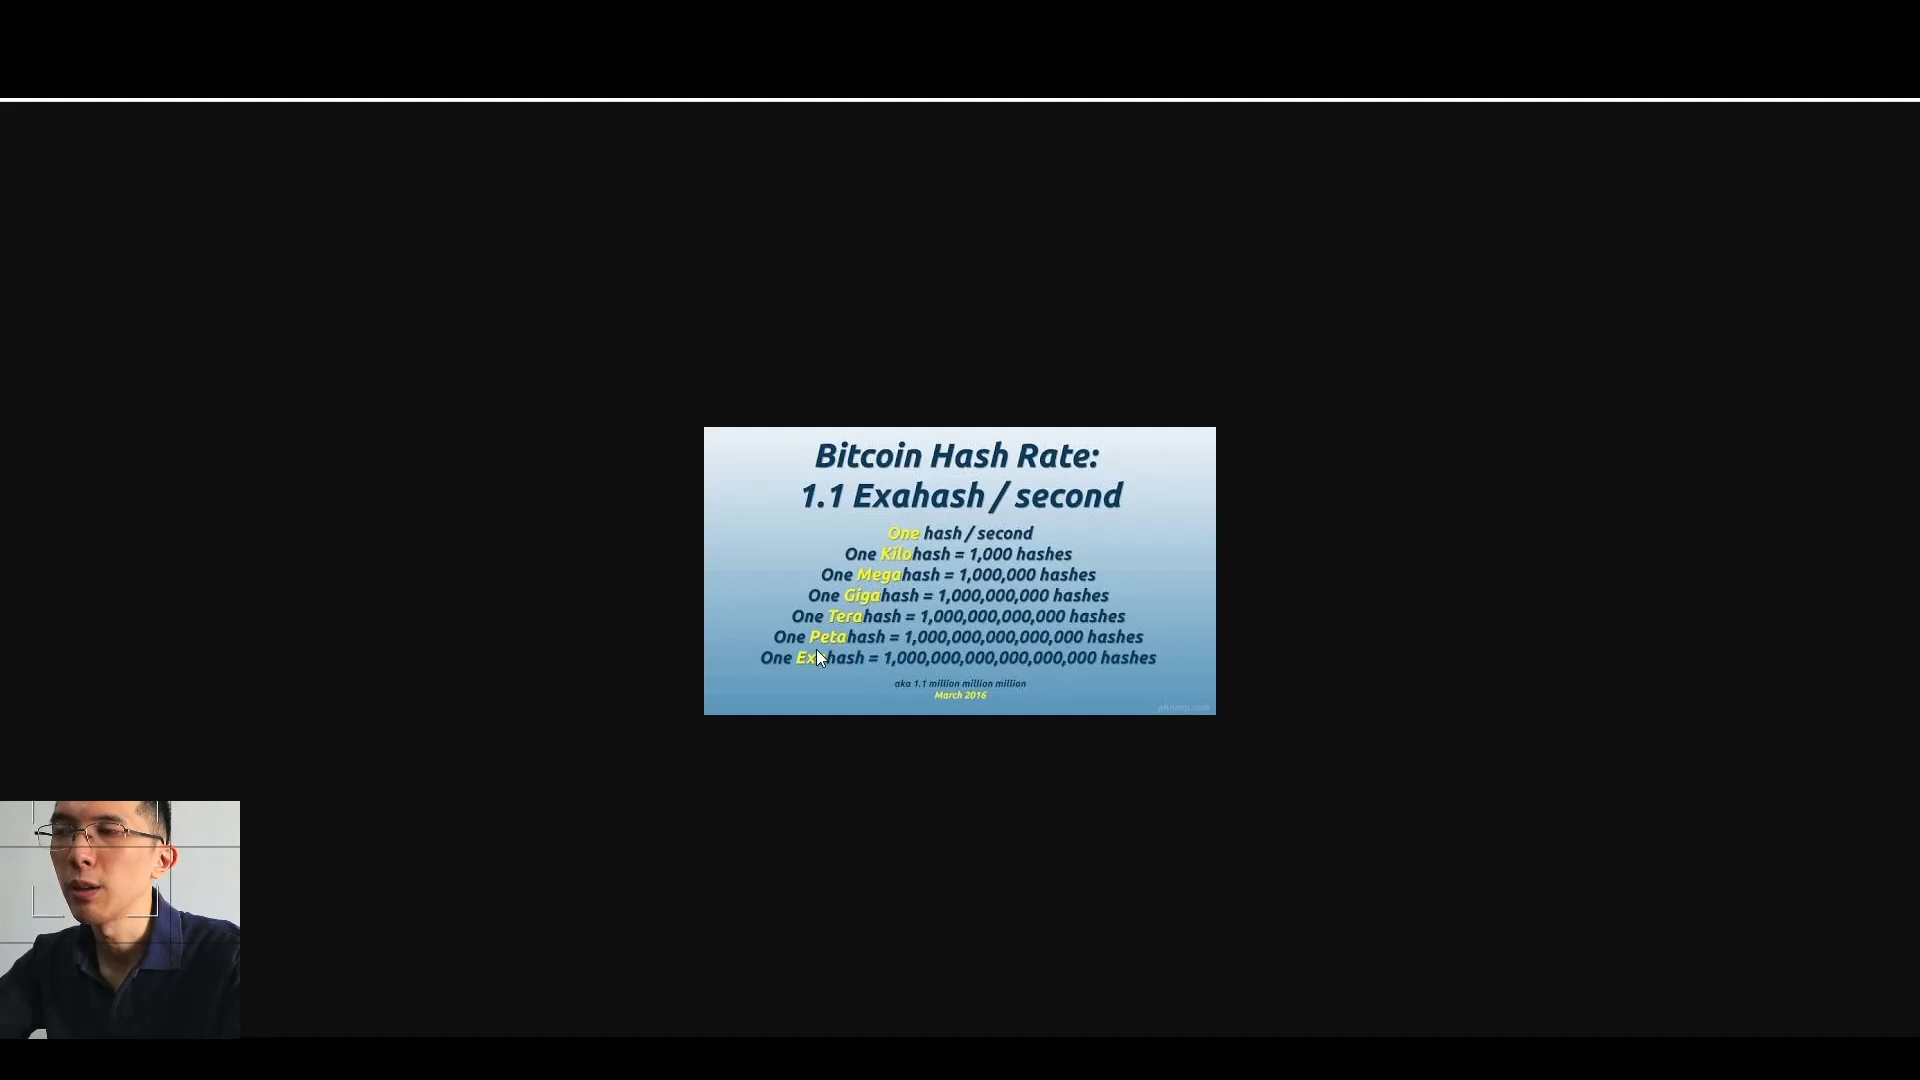 Bitcoin Hash Rate:
1.1 Exahash / second
One hash / second
One Kilohash = 1,000 hashes
One Megahash = 1,000,000 hashes
One Gigahash = 1,000,000,000 hashes
One Terahash = 1,000,000,000,000 hashes
One Petahash = 1,000,000,000,000,000 hashes
One Exahash = 1,000,000,000,000,000,000 hashes
aka 1.1 million million million
March 2016